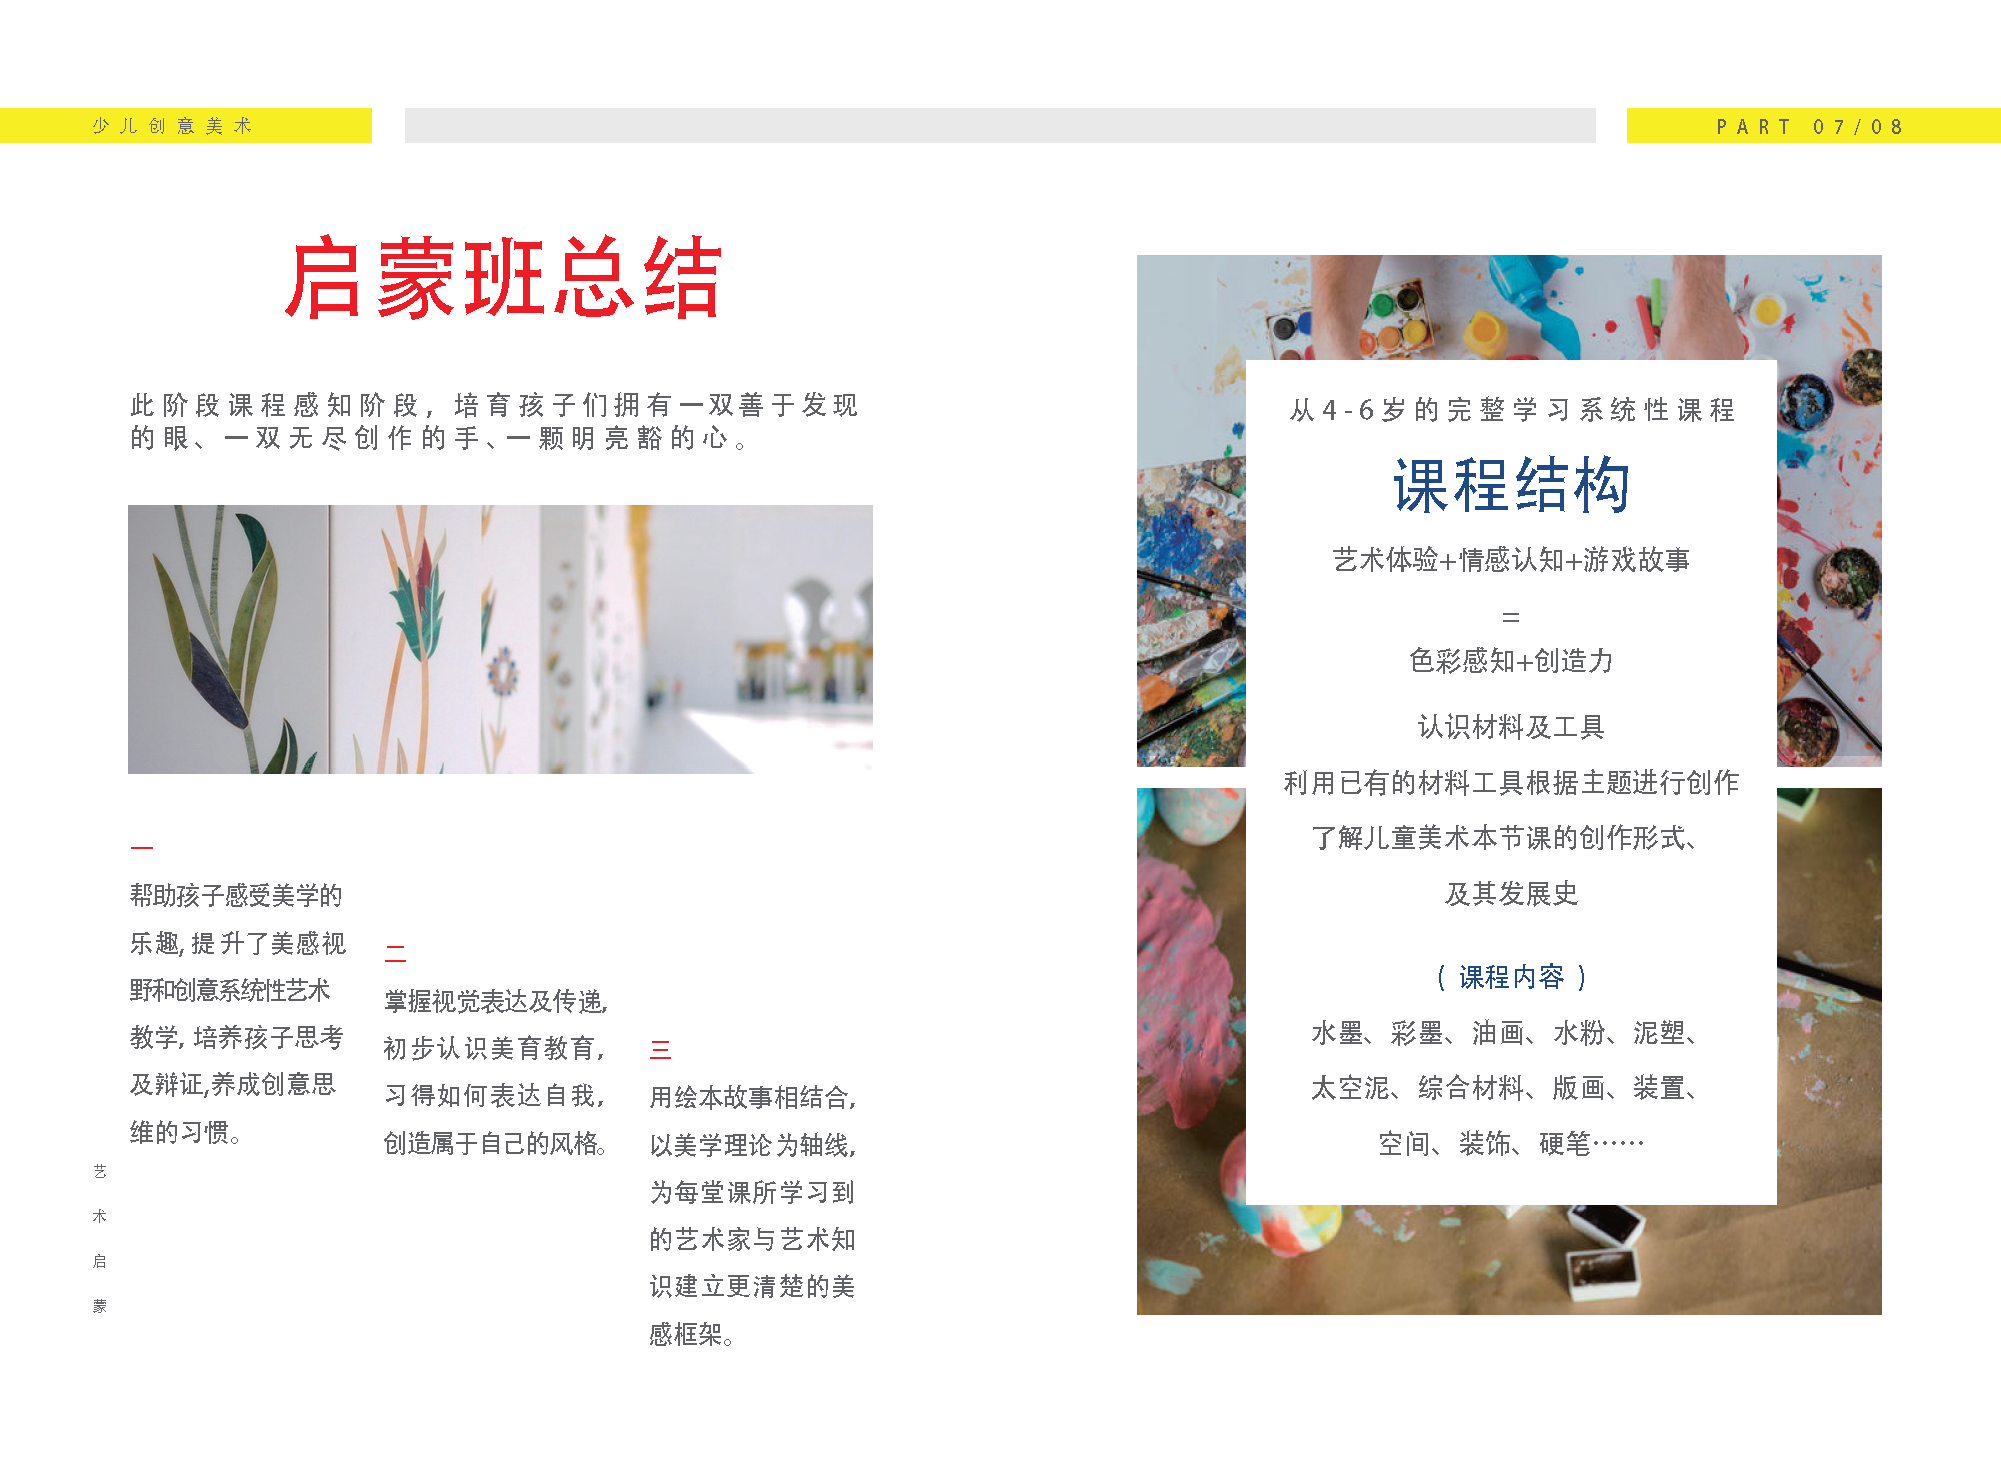 少儿创意美术
PART 07/08
启蒙班总结
此阶段课程感知阶段，培育孩子们拥有一双善于发现
的眼、一双无尽创作的手、一颗明亮豁的心。
一
帮助孩子感受美学的
乐趣,提升了美感视
野和创意系统性艺术
教学,培养孩子思考
及辩证,养成创意思
维的习惯。
二
掌握视觉表达及传递,
初步认识美育教育,
习得如何表达自我,
创造属于自己的风格。
三
用绘本故事相结合,
以美学理论为轴线,
为每堂课所学习到
的艺术家与艺术知
识建立更清楚的美
感框架。
艺
术
启
蒙
从4-6岁的完整学习系统性课程
课程结构
艺术体验+情感认知+游戏故事
=
色彩感知+创造力
认识材料及工具
利用已有的材料工具根据主题进行创作
了解儿童美术本节课的创作形式、
及其发展史
( 课程内容 )
水墨、彩墨、油画、水粉、泥塑、
太空泥、综合材料、版画、装置、
空间、装饰、硬笔……